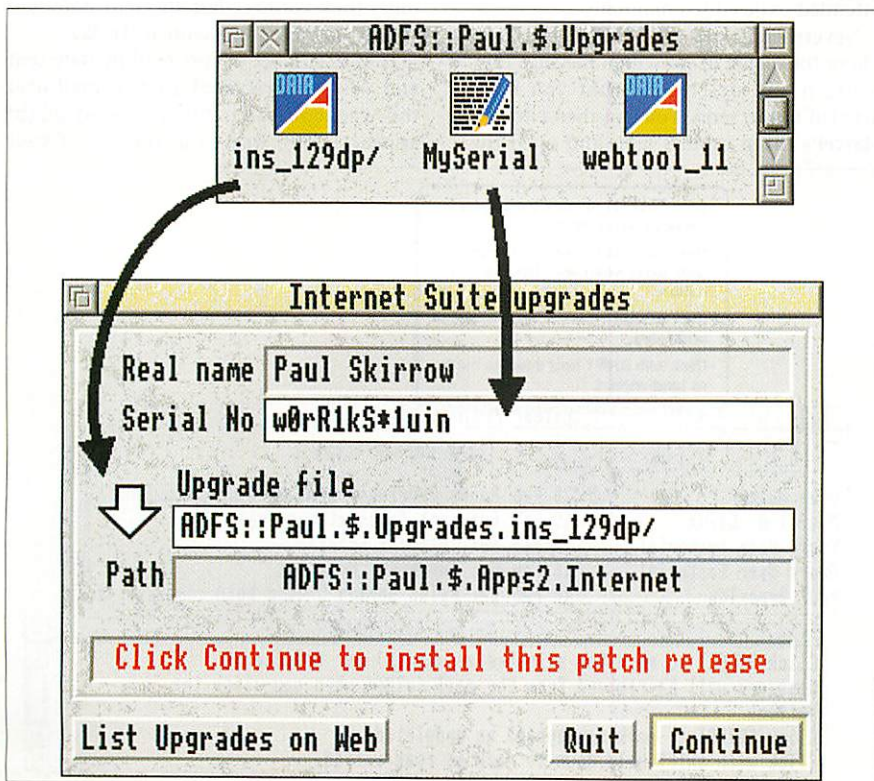 ADFS::Paul.$.Upgrades
DATA
DATA
ins_129dp/ MySerial webtool_11
Internet Suite upgrades
Real name Paul Skirrow
Serial No w0rR1kS*1uin
Upgrade file
ADFS::Paul.$.Upgrades.ins_129dp/
Path ADFS::Paul.$.Apps2.Internet
Click Continue to install this patch release
List Upgrades on Web Quit Continue